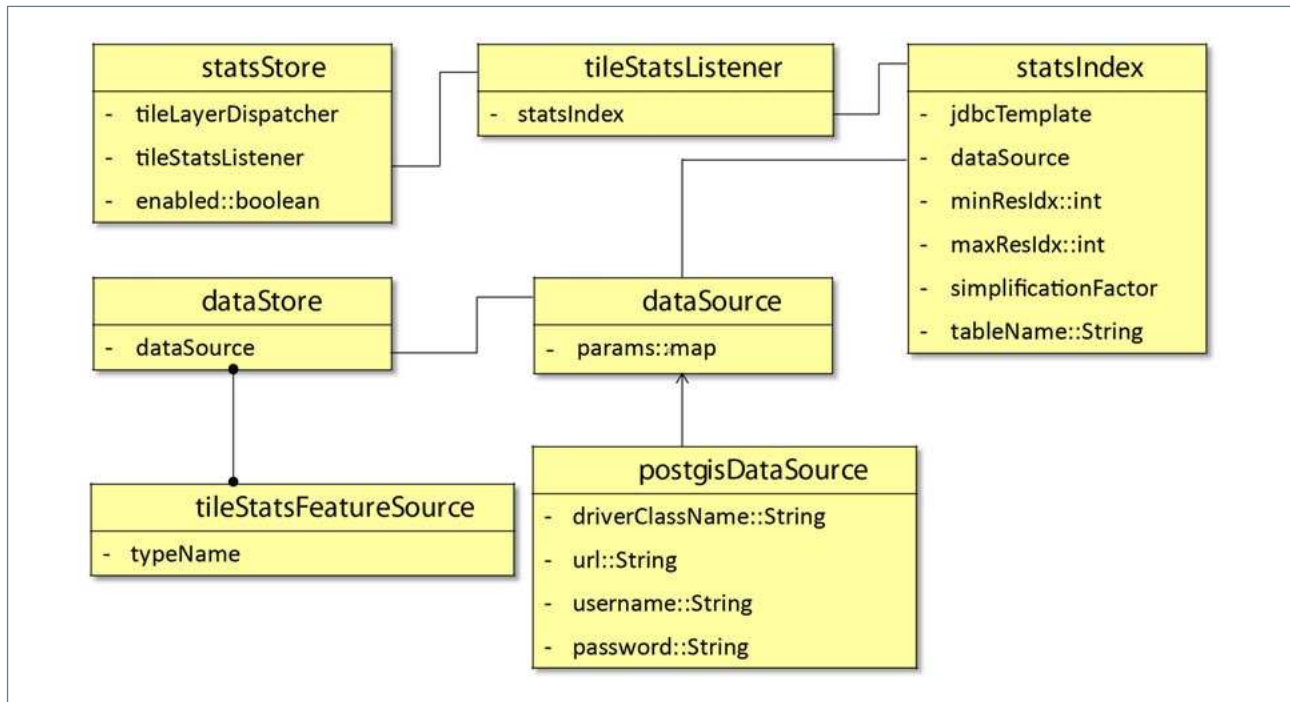 statsStore
- tileLayerDispatcher
- tileStatsListener
- enabled::boolean
tileStatsListener
- statsIndex
statsIndex
- jdbcTemplate
- dataSource
- minResIdx::int
- maxResIdx::int
- simplificationFactor
- tableName::String
dataStore
- dataSource
dataSource
- params::map
tileStatsFeatureSource
- typeName
postgisDataSource
- driverClassName::String
- url::String
- username::String
- password::String